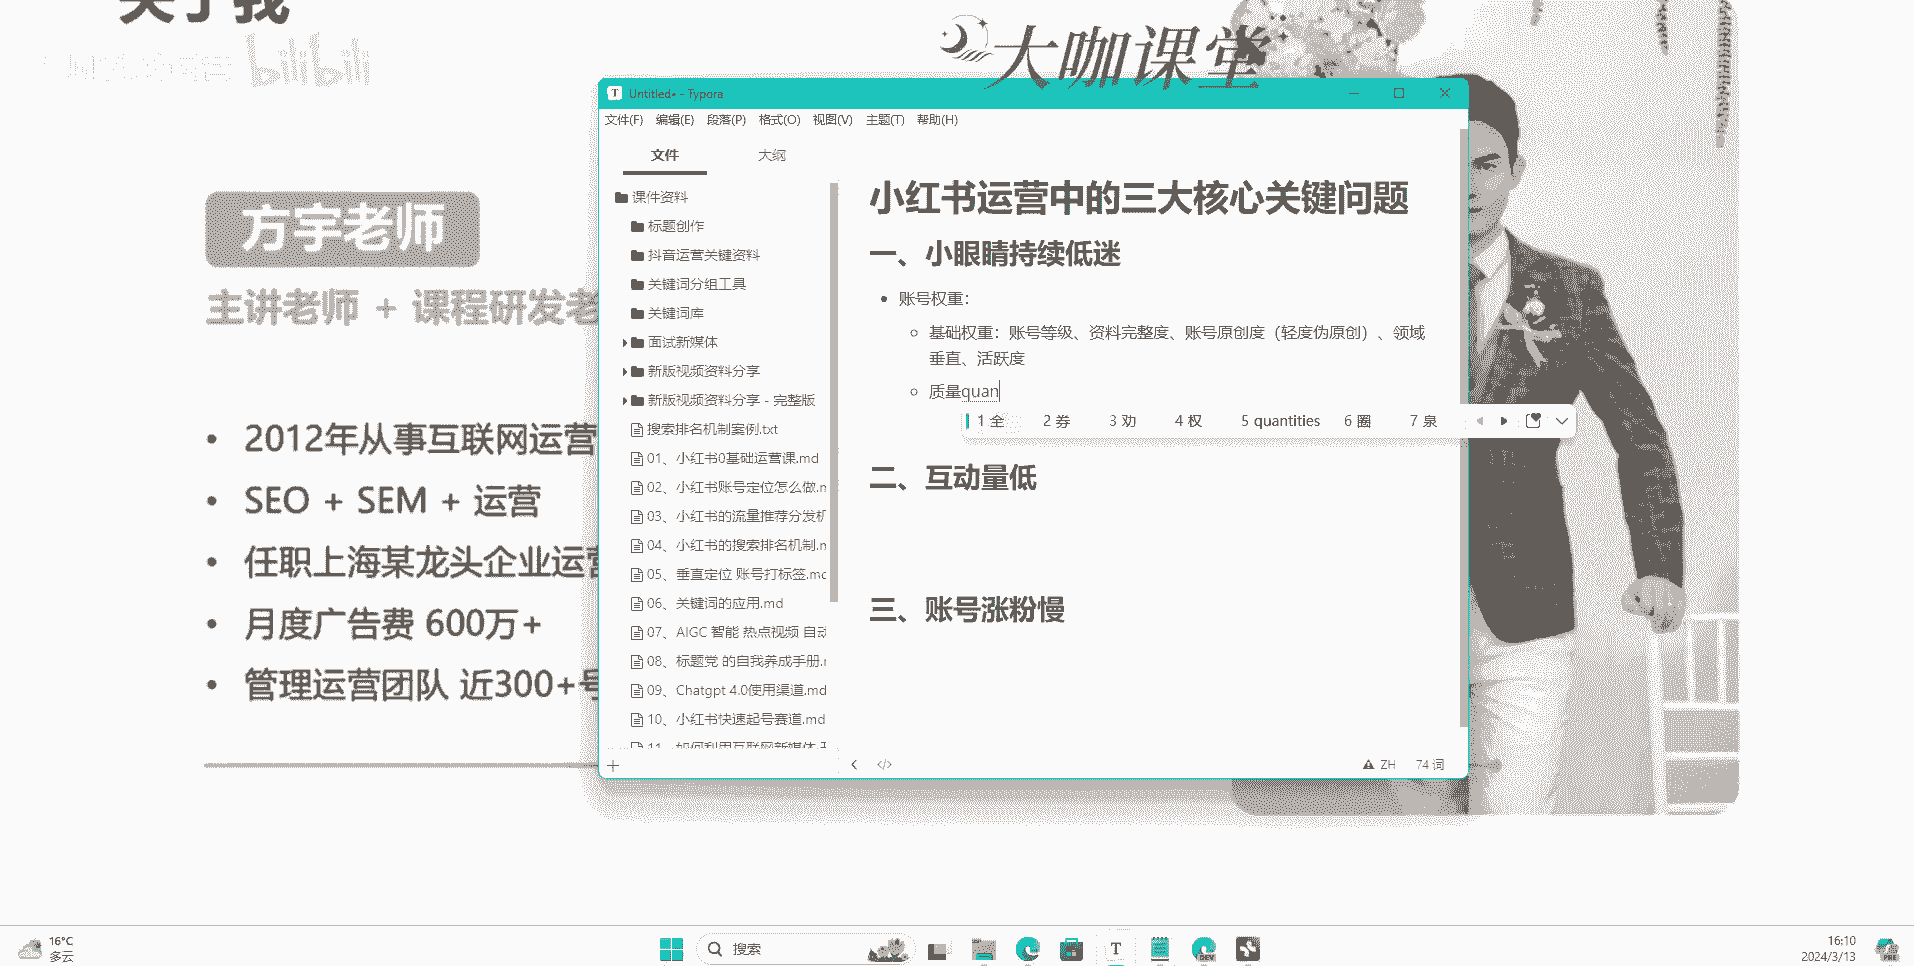 关于我
bilibili
大咖课堂
方宇老师
主讲老师 + 课程研发老
2012年从事互联网运营
SEO + SEM + 运营
任职上海某龙头企业运营
月度广告费 600万+
管理运营团队 近300+号
Untitled• - Typora
文件(F) 编辑(E) 段落(P) 格式(O) 视图(V) 主题(T) 帮助(H)
文件 大纲
课件资料
标题创作
抖音运营关键资料
关键词分组工具
关键词库
面试新媒体
新版视频资料分享
新版视频资料分享 - 完整版
搜索排名机制案例.txt
01、小红书0基础运营课.md
02、小红书账号定位怎么做.m
03、小红书的流量推荐分发机
04、小红书的搜索排名机制.m
05、垂直定位 账号打标签.mc
06、关键词的应用.md
07、AIGC 智能 热点视频 自动
08、标题党 的自我养成手册.r
09、Chatgpt 4.0使用渠道.md
10、小红书快速起号赛道.md
11、如何利用互联网新媒体
小红书运营中的三大核心关键问题
一、小眼睛持续低迷
账号权重：
基础权重：账号等级、资料完整度、账号原创度（轻度伪原创）、领域
垂直、活跃度
质量quan
1 全 2 券 3 劝 4 权 5 quantities 6 圈 7 泉
二、互动量低
三、账号涨粉慢
ZH 74 词
16°C
多云
搜索
T
DEV
16:10
2024/3/13
PRE